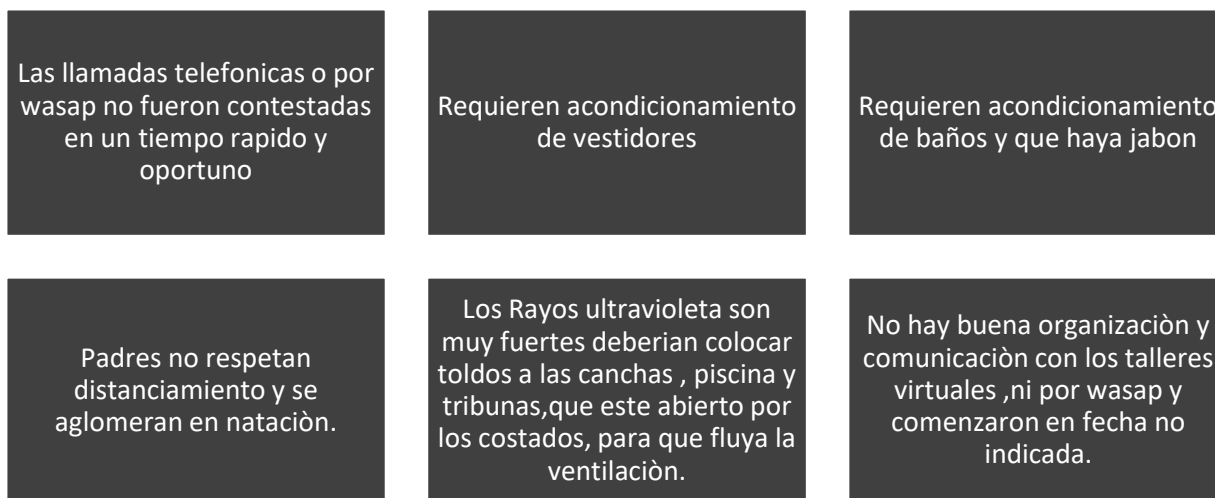 Las llamadas telefonicas o por
wasap no fueron contestadas
en un tiempo rapido y
oportuno
Requieren acondicionamiento
de vestidores
Requieren acondicionamiento
de baños y que haya jabon
Padres no respetan
distanciamiento y se
aglomeran en nataciòn.
Los Rayos ultravioleta son
muy fuertes deberian colocar
toldos a las canchas , piscina y
tribunas,que este abierto por
los costados, para que fluya la
ventilaciòn.
No hay buena organizaciòn y
comunicaciòn con los talleres
virtuales ,ni por wasap y
comenzaron en fecha no
indicada.